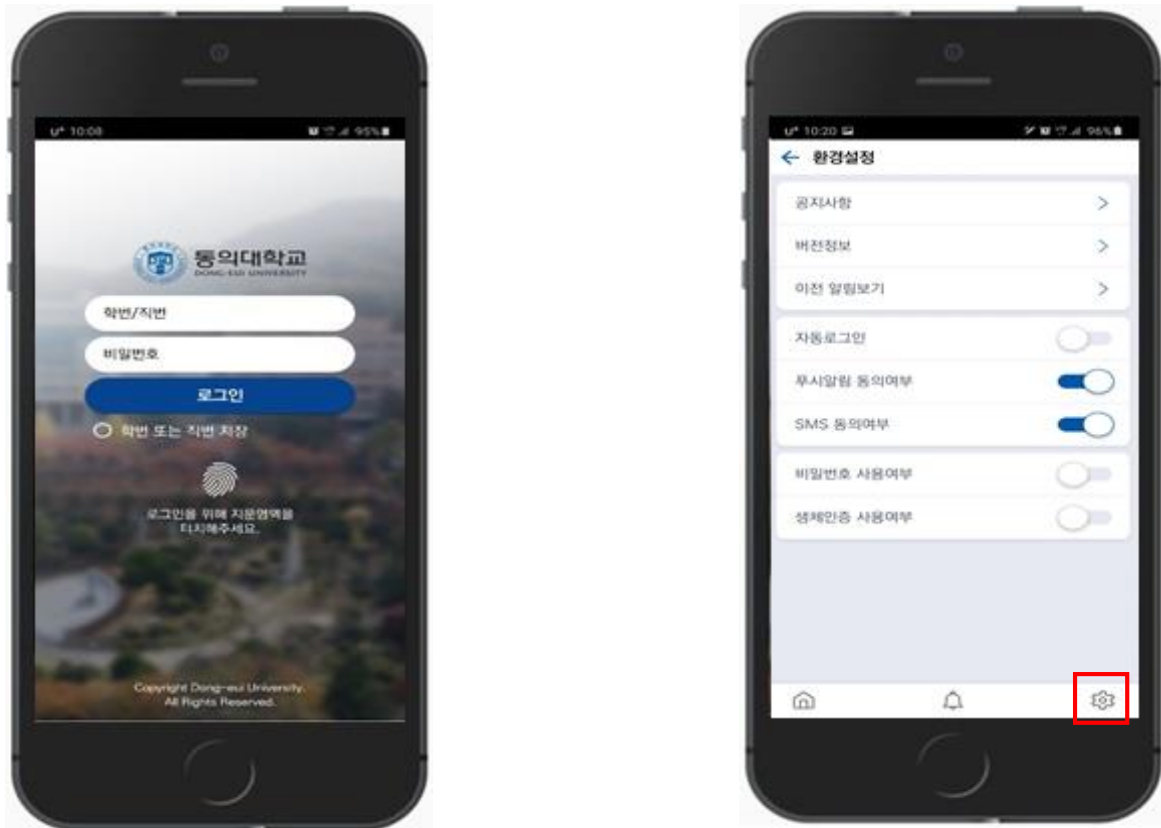 U⁺ 10:08
95%
동의대학교
DONG-EUI UNIVERSITY
학번/직번
비밀번호
로그인
학번 또는 직번 저장
로그인을 위해 지문영역을
터치해주세요.
Copyright Dong-eui University.
All Rights Reserved.
U⁺ 10:20
96%
환경설정
공지사항
버전정보
이전 알림보기
자동로그인
푸시알림 동의여부
SMS 동의여부
비밀번호 사용여부
생체인증 사용여부